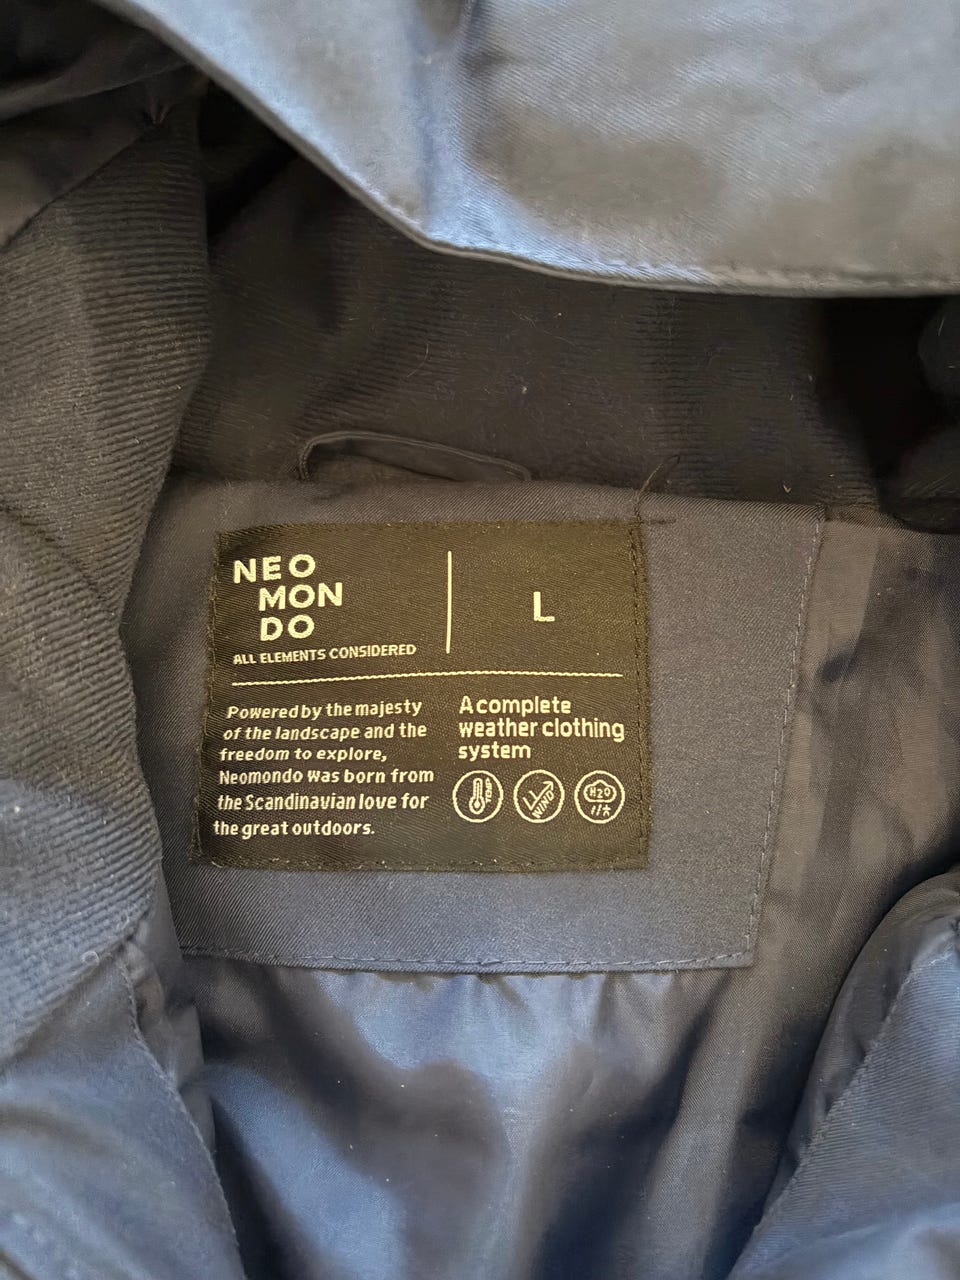 NEO
MON
DO
ALL ELEMENTS CONSIDERED
L
Powered by the majesty
of the landscape and the
freedom to explore,
Neomondo was born from
the Scandinavian love for
the great outdoors.
A complete
weather clothing
system
WIND
H2O